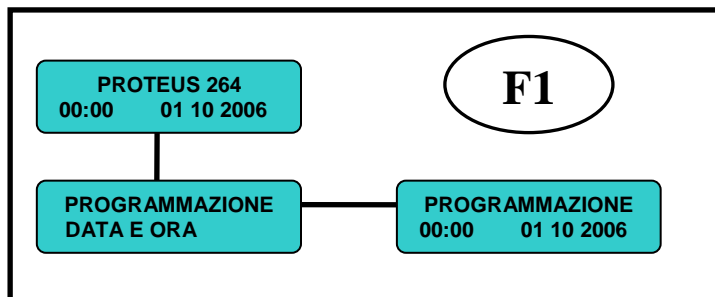 PROTEUS 264
00:00 01 10 2006
F1
PROGRAMMAZIONE
DATA E ORA
PROGRAMMAZIONE
00:00 01 10 2006